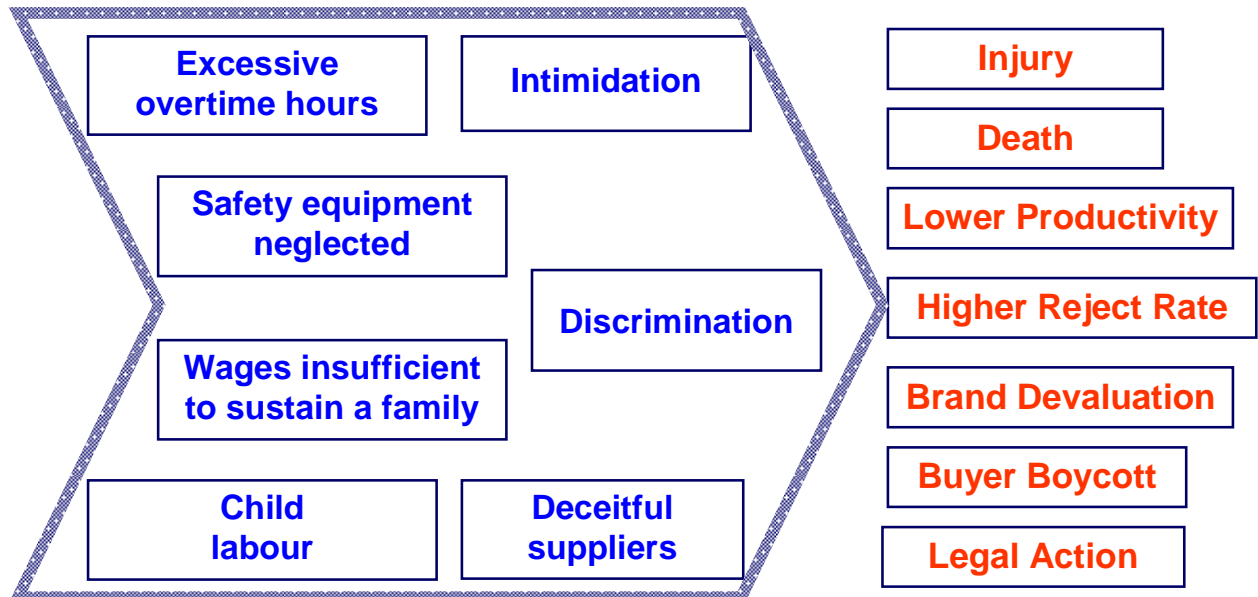 Excessive
overtime hours
Intimidation
Safety equipment
neglected
Discrimination
Wages insufficient
to sustain a family
Child
labour
Deceitful
suppliers
Injury
Death
Lower Productivity
Higher Reject Rate
Brand Devaluation
Buyer Boycott
Legal Action